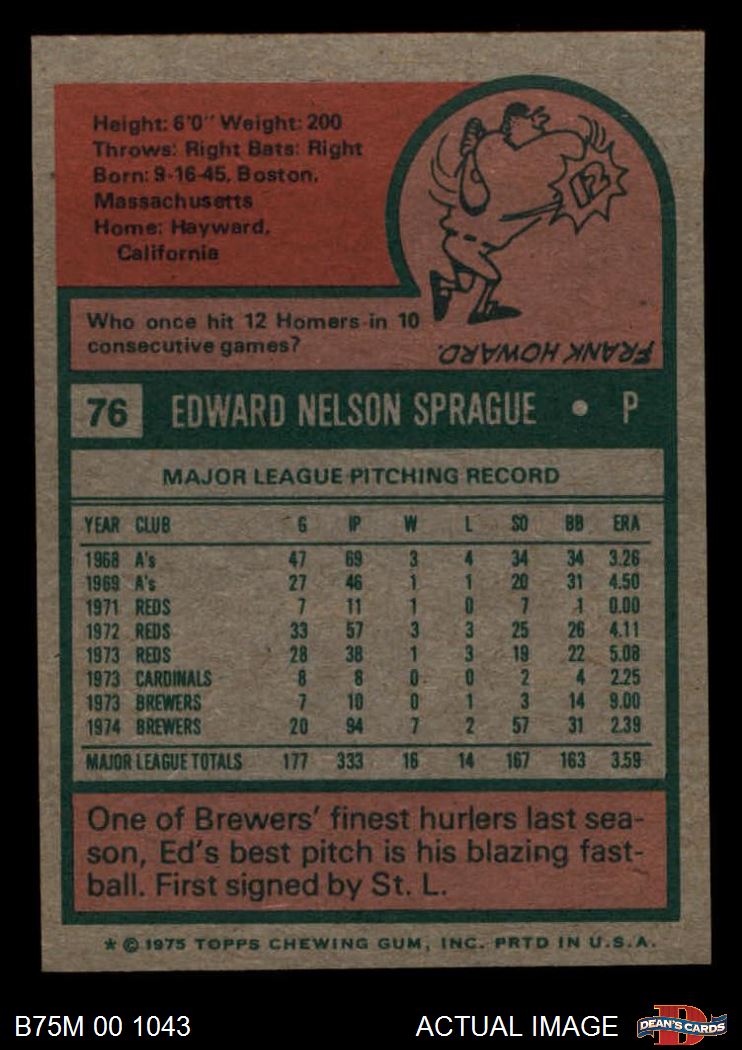 Height: 6'0" Weight: 200
Throws: Right Bats: Right
Born: 9-16-45, Boston,
Massachusetts
Home: Hayward,
California
12
Who once hit 12 Homers in 10
consecutive games?
FRANK HOWARD.
76 EDWARD NELSON SPRAGUE • P
MAJOR LEAGUE PITCHING RECORD
YEAR CLUB G IP W L SO BB ERA
1968 A's 47 69 3 4 34 34 3.26
1969 A's 27 46 1 1 20 31 4.50
1971 REDS 7 11 1 0 7 1 0.00
1972 REDS 33 57 3 3 25 26 4.11
1973 REDS 28 38 1 3 19 22 5.08
1973 CARDINALS 8 8 0 0 2 4 2.25
1973 BREWERS 7 10 0 1 3 14 9.00
1974 BREWERS 20 94 7 2 57 31 2.39
MAJOR LEAGUE TOTALS 177 333 16 14 167 163 3.59
One of Brewers' finest hurlers last sea-
son, Ed's best pitch is his blazing fast-
ball. First signed by St. L.
* © 1975 TOPPS CHEWING GUM, INC. PRTD IN U.S.A.
B75M 00 1043 ACTUAL IMAGE DEAN'S CARDS